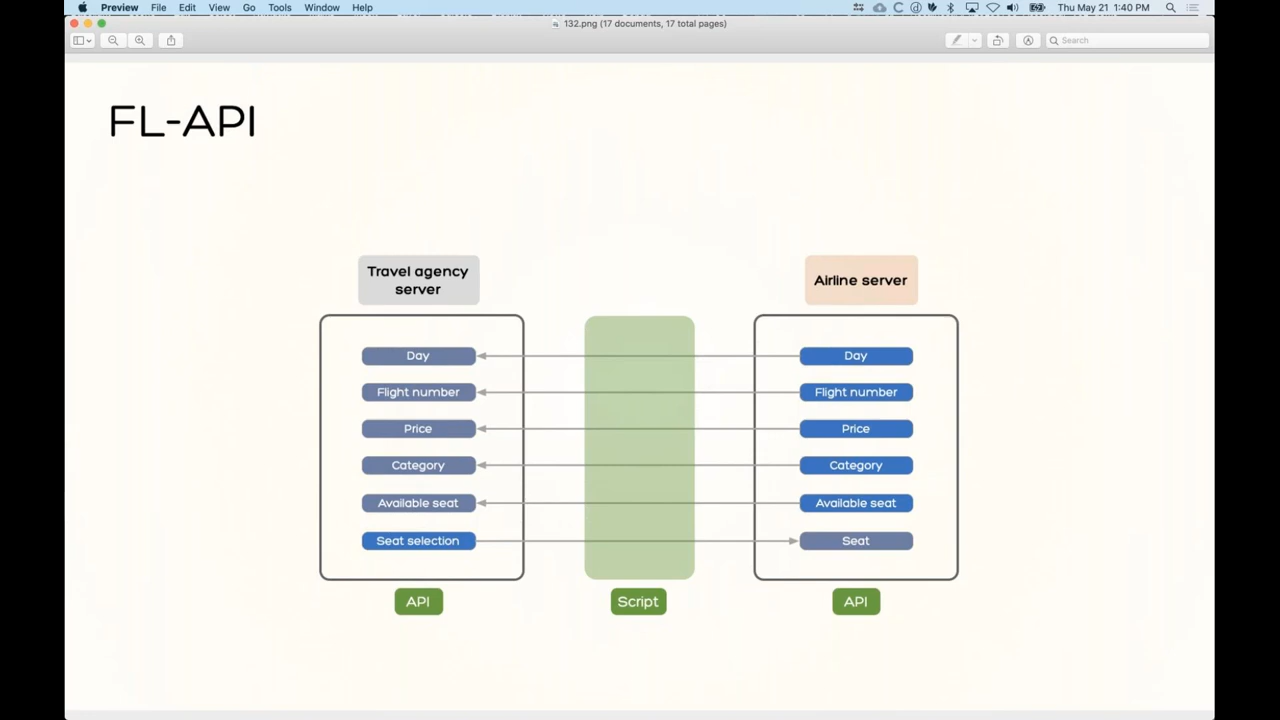 Preview File Edit View Go Tools Window Help
Thu May 21 1:40 PM
132.png (17 documents, 17 total pages)
Search
FL-API
Travel agency
server
Airline server
Day
Day
Flight number
Flight number
Price
Price
Category
Category
Available seat
Available seat
Seat selection
Seat
API
Script
API